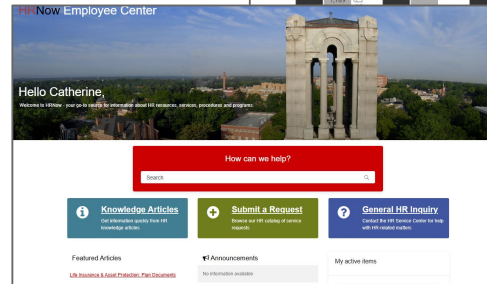 HRNow Employee Center
Hello Catherine,
Welcome to HRNow - your go-to source for information about HR resources, services, procedures and programs.
How can we help?
Search
Knowledge Articles
Get information quickly from HR
knowledge articles
Submit a Request
Browse our HR catalog of service
requests
General HR Inquiry
Contact the HR Service Center for help
with HR-related matters
Featured Articles
Announcements
My active items
Life Insurance & Asset Protection, Plan Documents
No information available